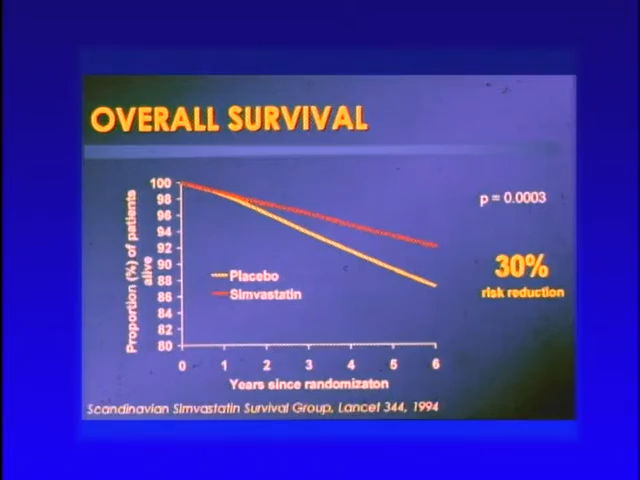 OVERALL SURVIVAL
Proportion (%) of patients
alive
100
98
96
94
92
90
88
86
84
82
80
Placebo
Simvastatin
p = 0.0003
30%
risk reduction
0 1 2 3 4 5 6
Years since randomizaton
Scandinavian Simvastatin Survival Group, Lancet 344, 1994